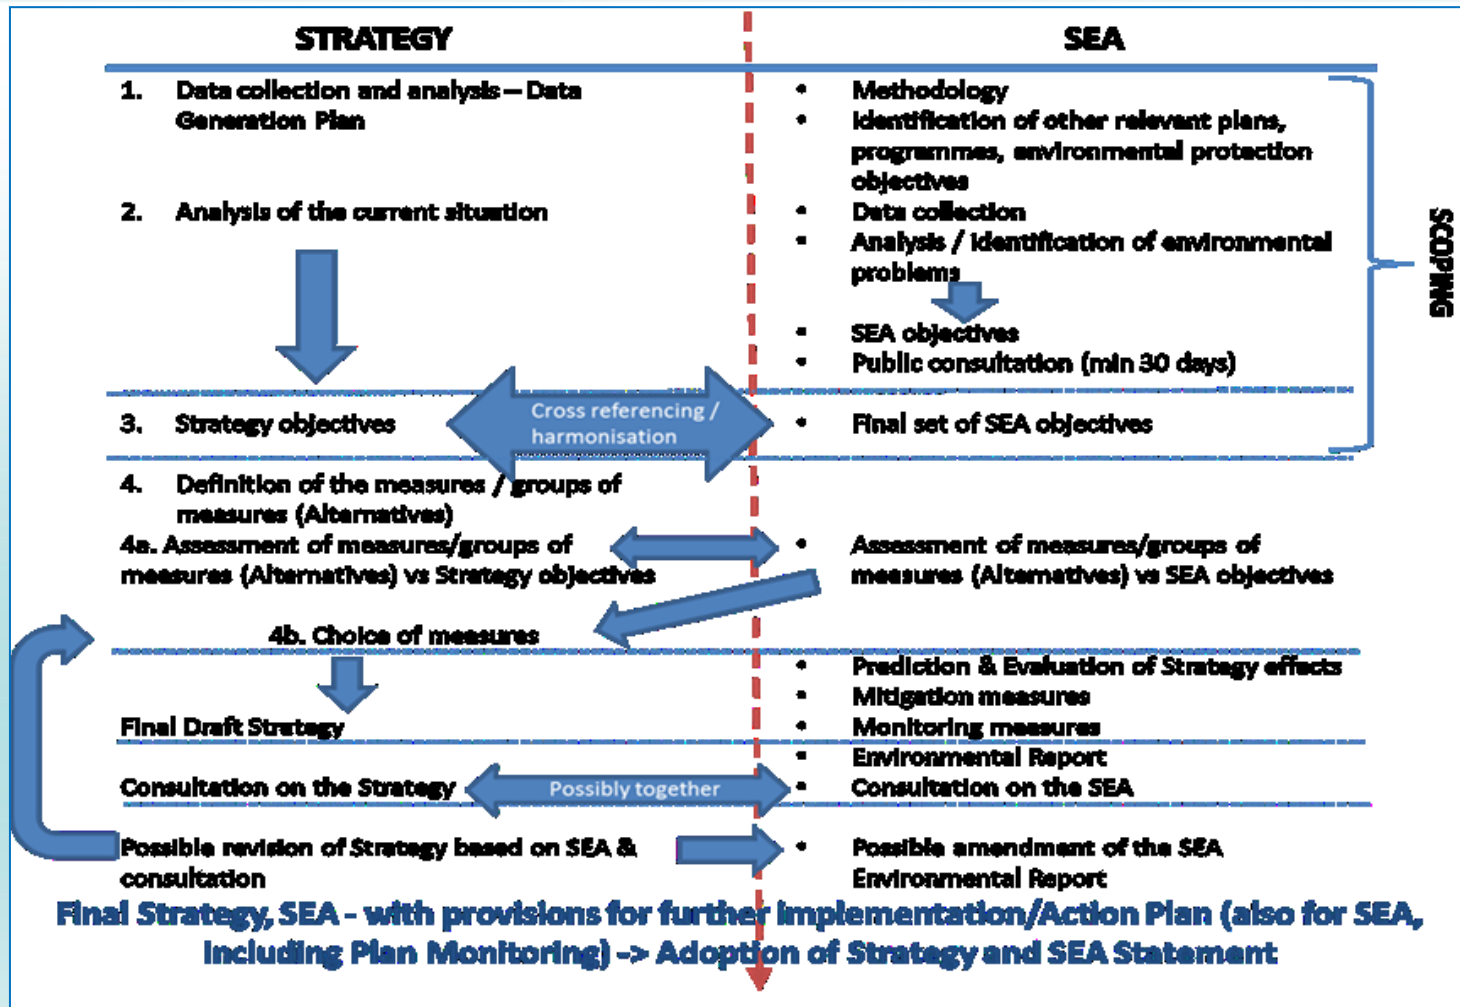 STRATEGY
SEA
1. Data collection and analysis – Data
Generation Plan
2. Analysis of the current situation
• Methodology
• Identification of other relevant plans,
programmes, environmental protection
objectives
• Data collection
• Analysis / Identification of environmental
problems
• SEA objectives
• Public consultation (min 30 days)
SCOPING
3. Strategy objectives
Cross referencing /
harmonisation
• Final set of SEA objectives
4. Definition of the measures / groups of
measures (Alternatives)
4a. Assessment of measures/groups of
measures (Alternatives) vs Strategy objectives
• Assessment of measures/groups of
measures (Alternatives) vs SEA objectives
4b. Choice of measures
• Prediction & Evaluation of Strategy effects
• Mitigation measures
• Monitoring measures
Final Draft Strategy
• Environmental Report
Consultation on the Strategy
Possibly together
• Consultation on the SEA
Possible revision of Strategy based on SEA &
consultation
• Possible amendment of the SEA
Environmental Report
Final Strategy, SEA - with provisions for further Implementation/Action Plan (also for SEA,
Including Plan Monitoring) -> Adoption of Strategy and SEA Statement